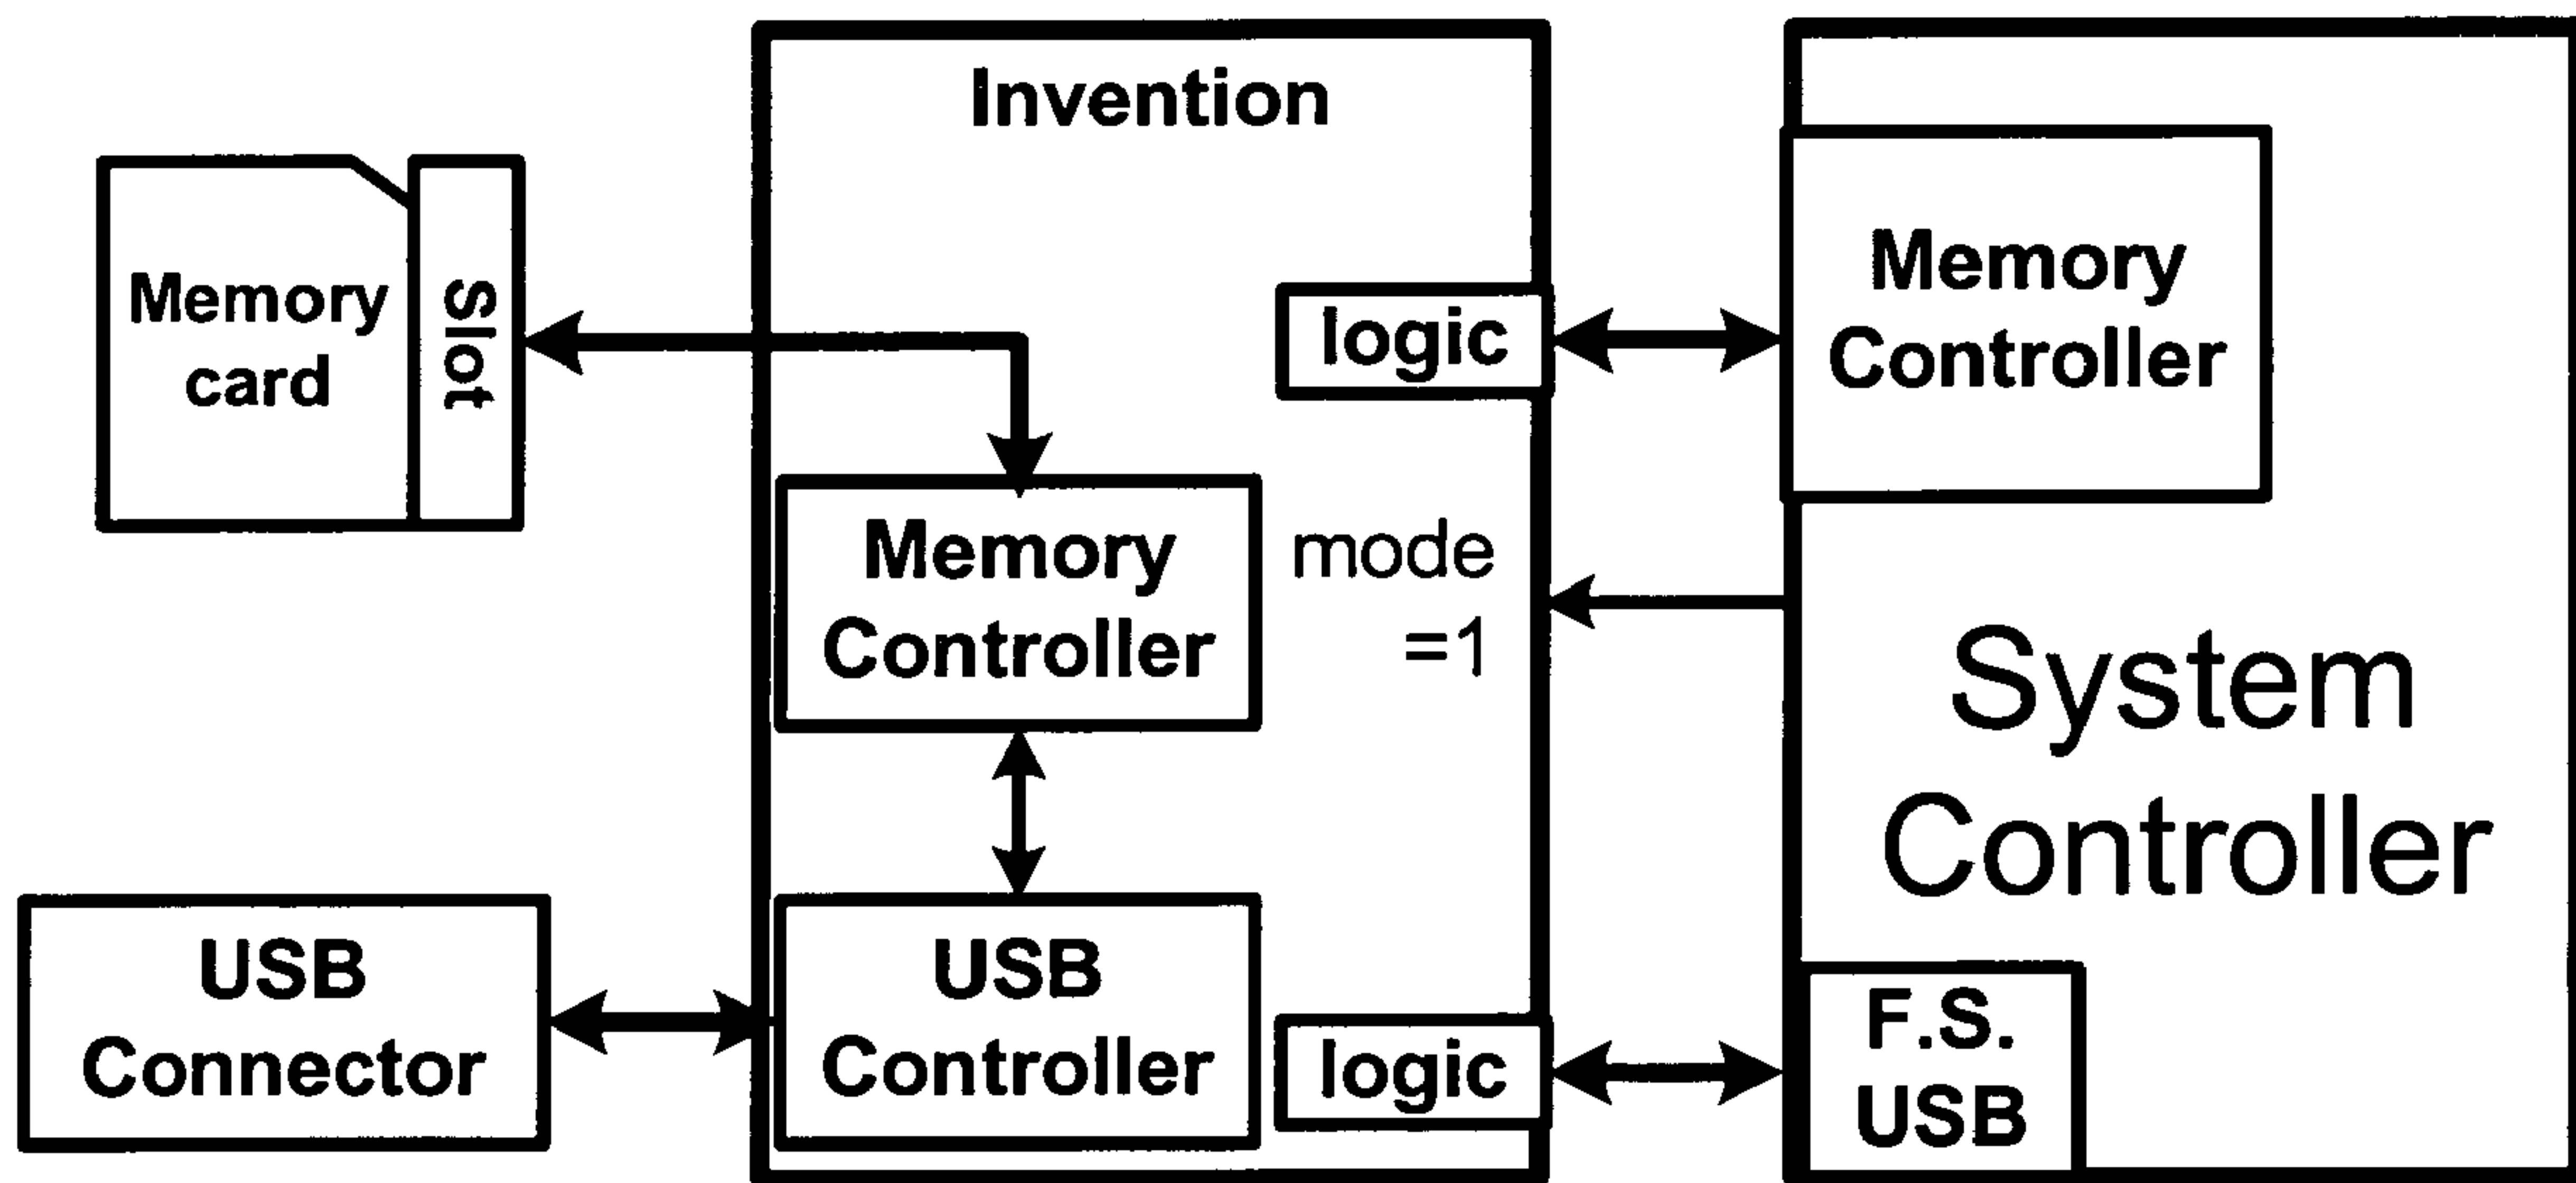 Invention
Memory
card
Slot
logic
Memory
Controller
Memory
Controller
mode
=1
System
Controller
USB
Connector
USB
Controller
logic
F.S.
USB